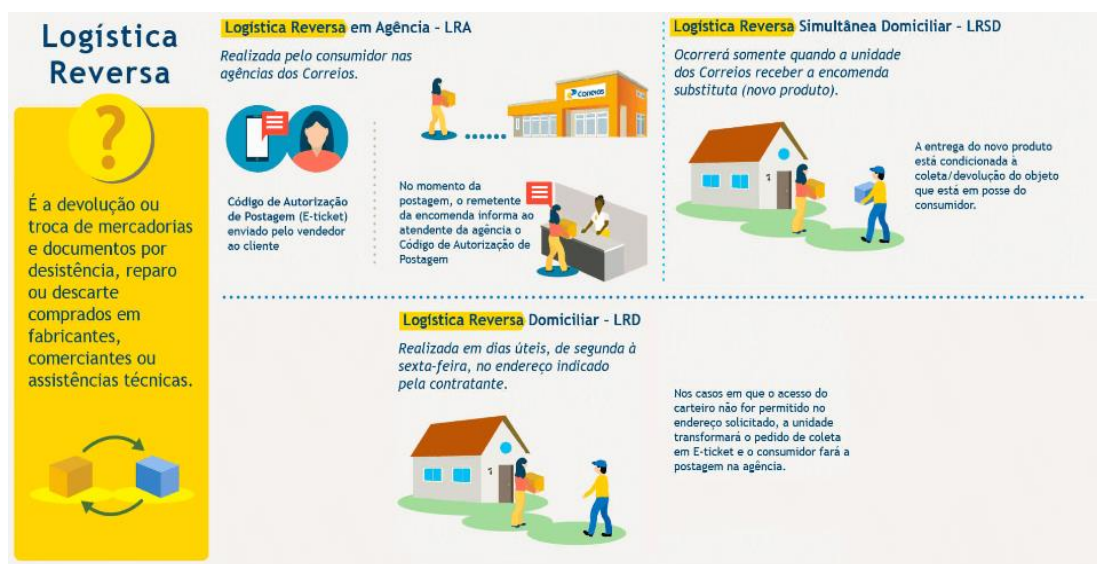 Logística
Reversa
?
É a devolução ou
troca de mercadorias
e documentos por
desistência, reparo
ou descarte
comprados em
fabricantes,
comerciantes ou
assistências técnicas.
Logística Reversa em Agência - LRA
Realizada pelo consumidor nas
agências dos Correios.
Correios
Código de Autorização
de Postagem (E-ticket)
enviado pelo vendedor
ao cliente
No momento da
postagem, o remetente
da encomenda informa ao
atendente da agência o
Código de Autorização de
Postagem
Logística Reversa Simultânea Domiciliar - LRSD
Ocorrerá somente quando a unidade
dos Correios receber a encomenda
substituta (novo produto).
A entrega do novo produto
está condicionada à
coleta/devolução do objeto
que está em posse do
consumidor.
Logística Reversa Domiciliar - LRD
Realizada em dias úteis, de segunda à
sexta-feira, no endereço indicado
pela contratante.
Nos casos em que o acesso do
carteiro não for permitido no
endereço solicitado, a unidade
transformará o pedido de coleta
em E-ticket e o consumidor fará a
postagem na agência.